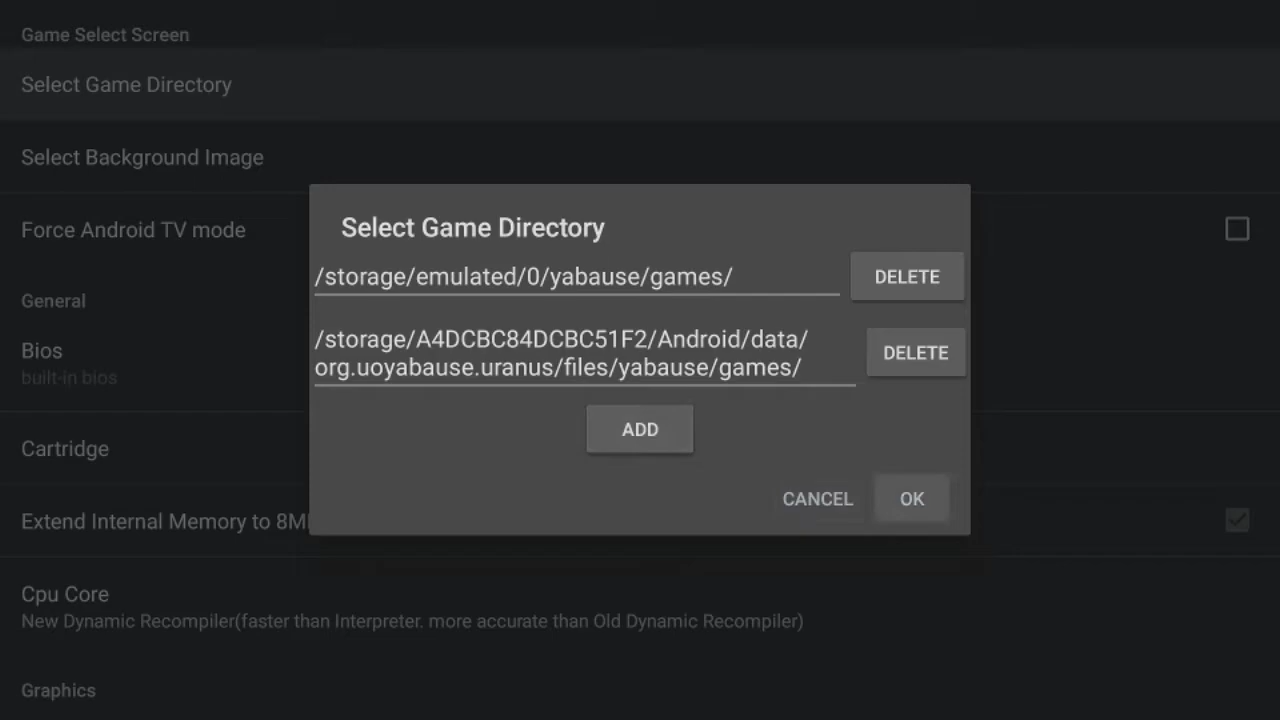 Game Select Screen
Select Game Directory
Select Background Image
Force Android TV mode
General
Bios
built-in bios
Cartridge
Extend Internal Memory to 8M
Cpu Core
New Dynamic Recompiler(faster than Interpreter. more accurate than Old Dynamic Recompiler)
Graphics
Select Game Directory
/storage/emulated/0/yabause/games/
DELETE
/storage/A4DCBC84DCBC51F2/Android/data/
org.uoyabause.uranus/files/yabause/games/
DELETE
ADD
CANCEL
OK